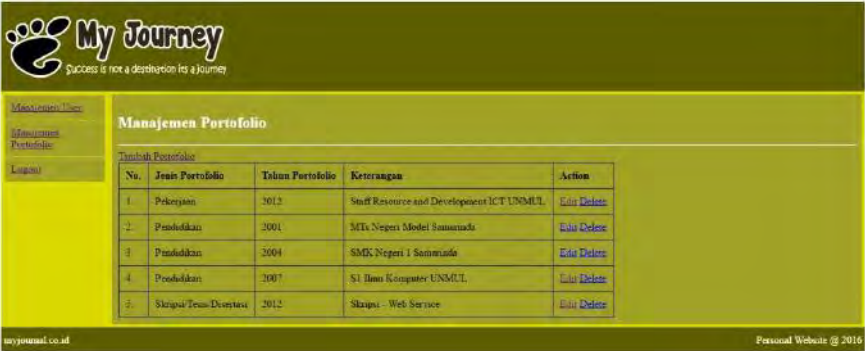 My Journey
Success is not a destination its a journey
Manajemen User
Manajemen
Portofolio
Logout
Manajemen Portofolio
Tambah Portofolio
No. Jenis Portofolio Tahun Portofolio Keterangan Action
1. Pekerjaan 2012 Staff Resource and Development ICT UNMUL Edit Delete
2. Pendidikan 2001 MTs Negeri Model Samarinda Edit Delete
3. Pendidikan 2004 SMK Negeri 1 Samarinda Edit Delete
4. Pendidikan 2007 S1 Ilmu Komputer UNMUL Edit Delete
5. Skripsi/Tesis/Disertasi 2012 Skripsi - Web Service Edit Delete
myjournal.co.id Personal Website @ 2016